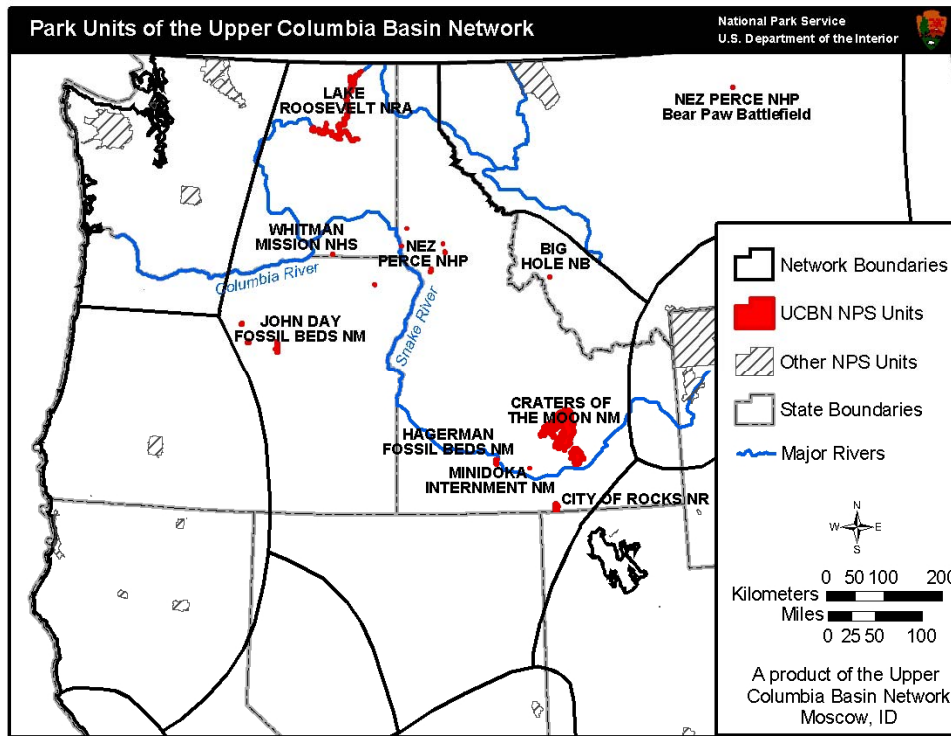 Park Units of the Upper Columbia Basin Network
National Park Service
U.S. Department of the Interior
LAKE
ROOSEVELT NRA
NEZ PERCE NHP
Bear Paw Battlefield
WHITMAN
MISSION NHS
NEZ
PERCE NHP
BIG
HOLE NB
Columbia River
Snake River
JOHN DAY
FOSSIL BEDS NM
CRATERS OF
THE MOON NM
HAGERMAN
FOSSIL BEDS NM
MINIDOKA
INTERNMENT NM
CITY OF ROCKS NR
Network Boundaries
UCBN NPS Units
Other NPS Units
State Boundaries
Major Rivers
N
W E
S
0 50 100 200
Kilometers
Miles
0 25 50 100
A product of the Upper
Columbia Basin Network
Moscow, ID